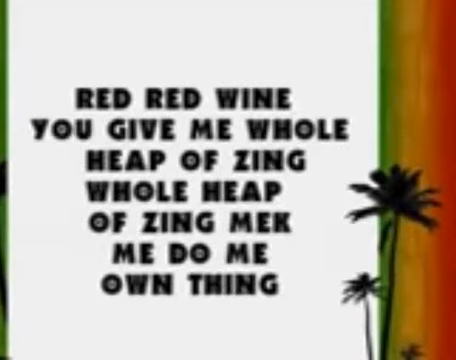 RED RED WINE
YOU GIVE ME WHOLE
HEAP OF ZING
WHOLE HEAP
OF ZING MEK
ME DO ME
OWN THING